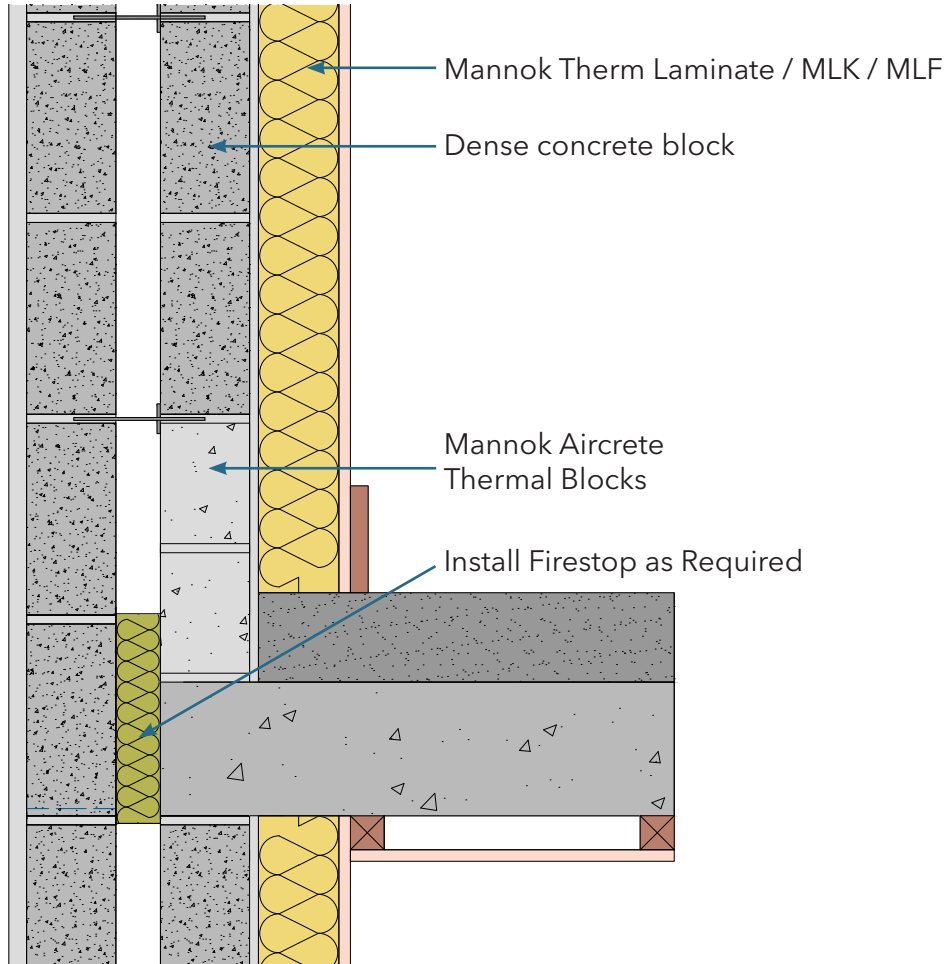 Mannok Therm Laminate / MLK / MLF
Dense concrete block
Mannok Aircrete
Thermal Blocks
Install Firestop as Required